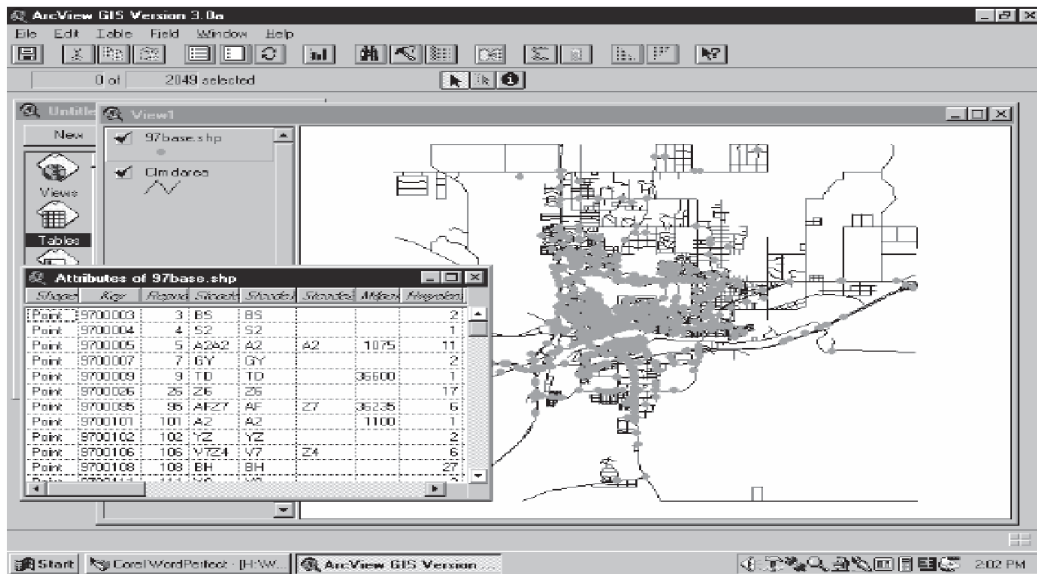 ArcView GIS Version 3.0a
File Edit Table Field Window Help
0 of 2049 selected
Untitle
View1
New
Views
Tables
97base.shp
Attributes of 97base.shp
Shape Key
Point 9700003 3 BS BS 2
Point 9700004 4 S2 S2 1
Point 9700005 5 A2A2 A2 A2 1075 11
Point 9700007 7 GY GY 2
Point 9700009 9 TD TD 36600 1
Point 9700026 26 Z6 Z6 17
Point 9700095 95 AFZ7 AF Z7 36235 6
Point 9700101 101 A2 A2 1100 1
Point 9700102 102 YZ YZ 2
Point 9700106 106 V7Z4 V7 Z4 6
Point 9700108 108 BH BH 27
Start Corel WordPerfect - [H:\W... ArcView GIS Version ... 2:02 PM